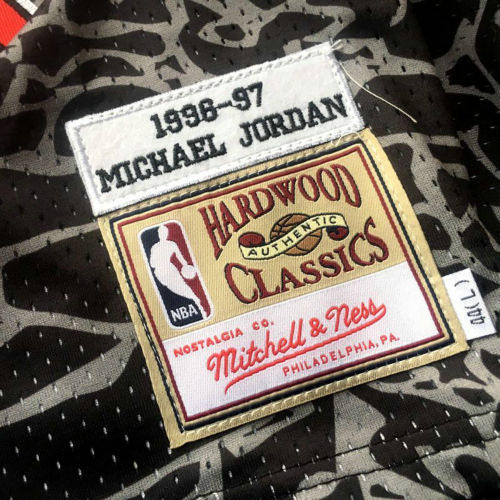 1996-97
MICHAEL JORDAN
HARDWOOD
AUTHENTIC
CLASSICS
NBA
NOSTALGIA CO.
Mitchell & Ness
PHILADELPHIA, PA.
44(L)